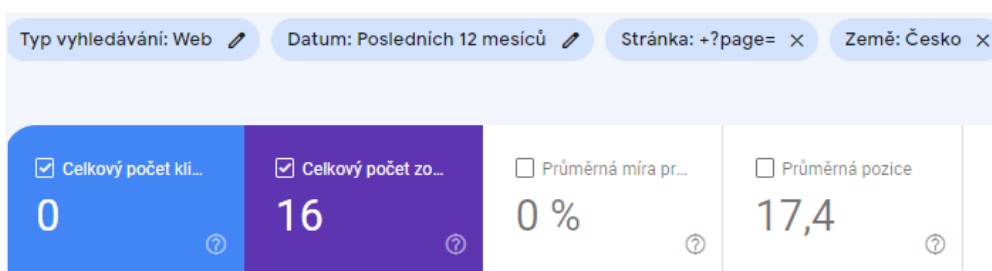 Typ vyhledávání: Web Datum: Posledních 12 měsíců Stránka: +?page= Země: Česko
Celkový počet kli... Celkový počet zo... Průměrná míra pr... Průměrná pozice
0 16 0 % 17,4